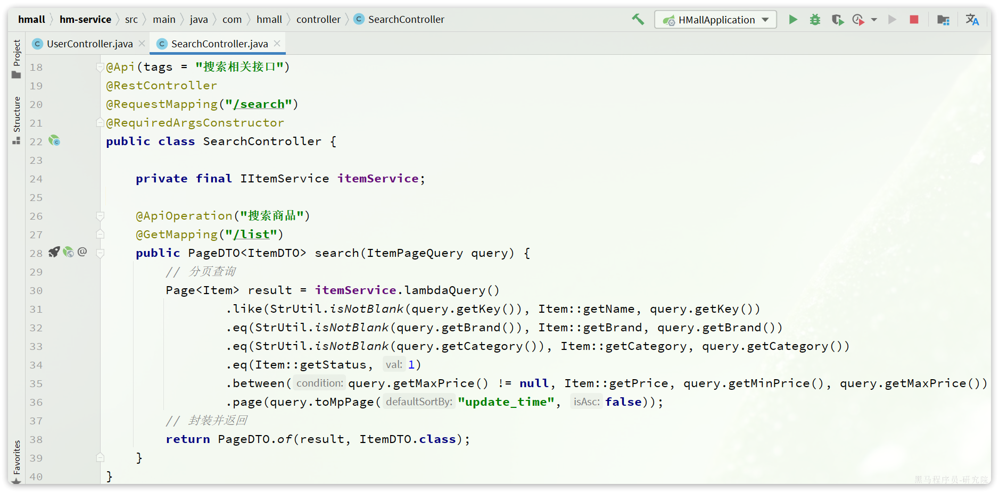 hmall hm-service src main java com hmall controller SearchController HMallApplication
UserController.java SearchController.java
Project
Structure
Favorites
18 @Api(tags = "搜索相关接口")
19 @RestController
20 @RequestMapping("/search")
21 @RequiredArgsConstructor
22 public class SearchController {
23
24 private final IItemService itemService;
25
26 @ApiOperation("搜索商品")
27 @GetMapping("/list")
28 public PageDTO<ItemDTO> search(ItemPageQuery query) {
29 // 分页查询
30 Page<Item> result = itemService.lambdaQuery()
31 .like(StrUtil.isNotBlank(query.getKey()), Item::getName, query.getKey())
32 .eq(StrUtil.isNotBlank(query.getBrand()), Item::getBrand, query.getBrand())
33 .eq(StrUtil.isNotBlank(query.getCategory()), Item::getCategory, query.getCategory())
34 .eq(Item::getStatus, val: 1)
35 .between( condition: query.getMaxPrice() != null, Item::getPrice, query.getMinPrice(), query.getMaxPrice())
36 .page(query.toMpPage( defaultSortBy: "update_time", isAsc: false));
37 // 封装并返回
38 return PageDTO.of(result, ItemDTO.class);
39 }
40 }
黑马程序员-研究院